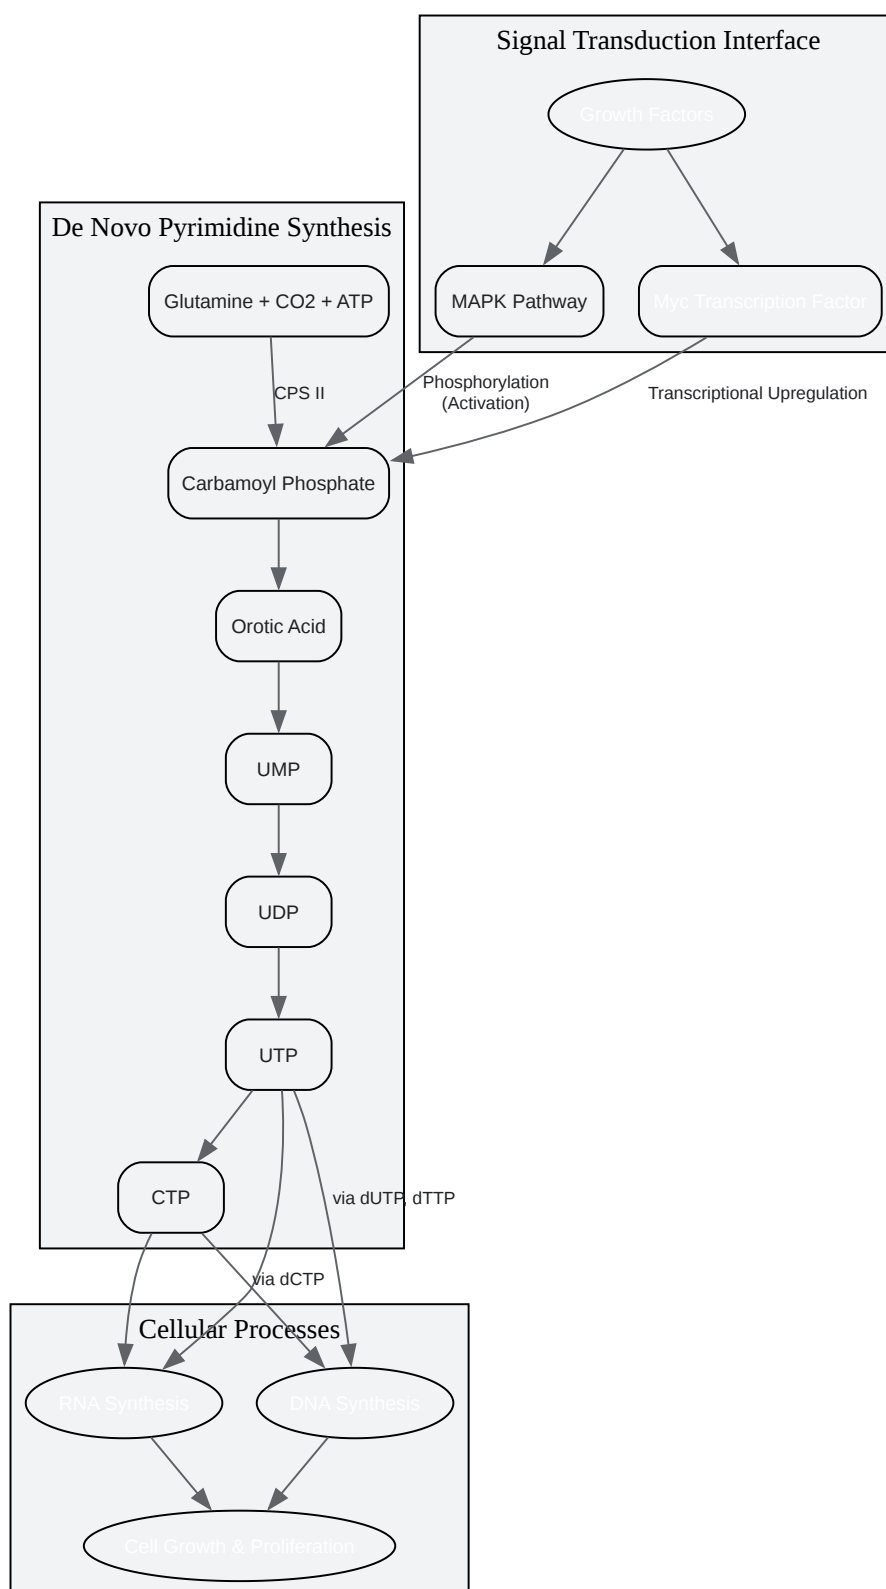 Signal Transduction Interface
Growth Factors
De Novo Pyrimidine Synthesis
Glutamine + CO2 + ATP
MAPK Pathway
Myc Transcription Factor
CPS II
Phosphorylation
(Activation)
Transcriptional Upregulation
Carbamoyl Phosphate
Orotic Acid
UMP
UDP
UTP
CTP
via dUTP, dTTP
via dCTP
Cellular Processes
RNA Synthesis
DNA Synthesis
Cell Growth & Proliferation